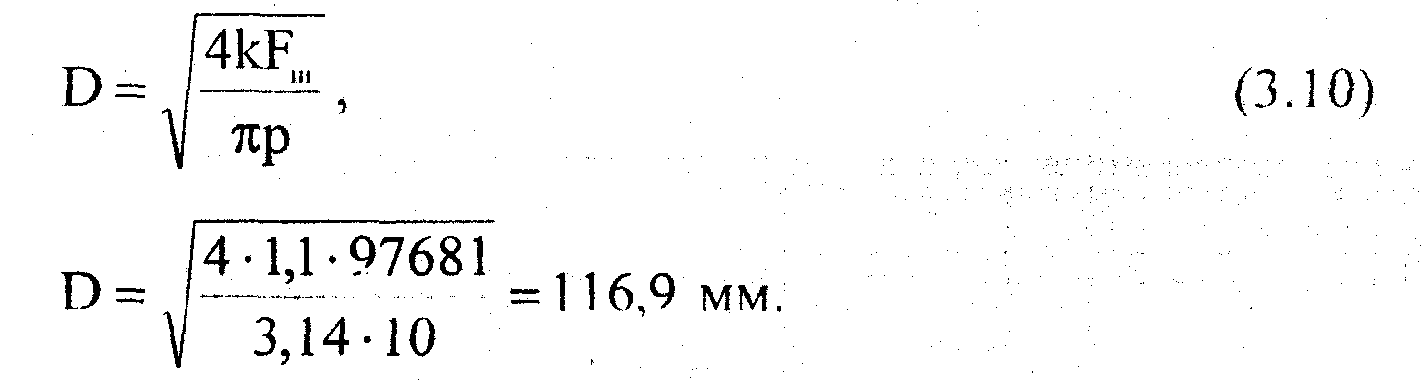 D = √(4kFш / πp), (3.10)
D = √(4 · 1,1 · 97681 / 3,14 · 10) = 116,9 мм.